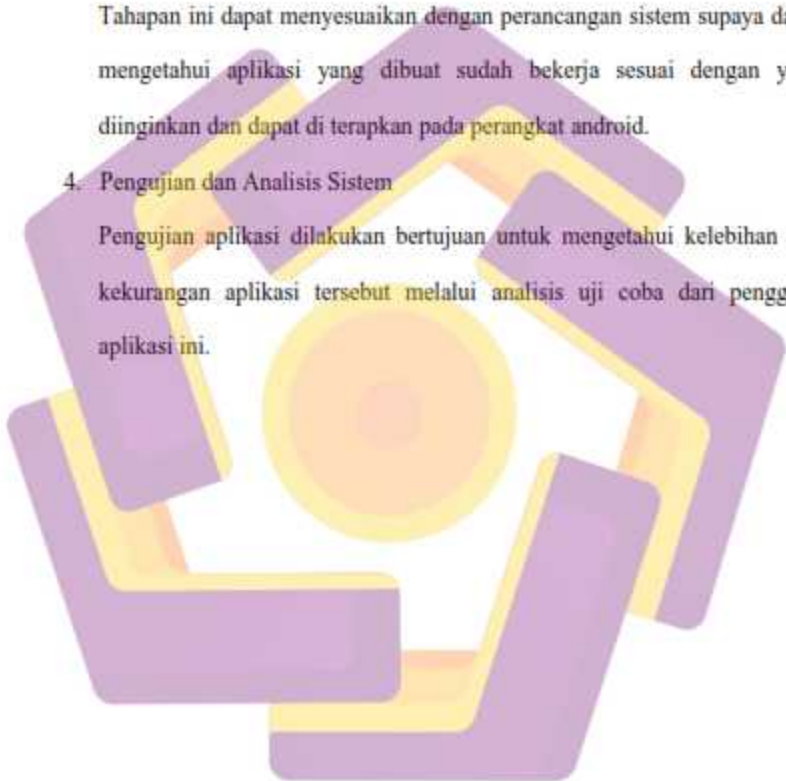 Tahapan ini dapat menyesuaikan dengan perancangan sistem supaya da
mengetahui aplikasi yang dibuat sudah bekerja sesuai dengan y
diinginkan dan dapat di terapkan pada perangkat android.
4. Pengujian dan Analisis Sistem
Pengujian aplikasi dilakukan bertujuan untuk mengetahui kelebihan
kekurangan aplikasi tersebut melalui analisis uji coba dari pengg
aplikasi ini.